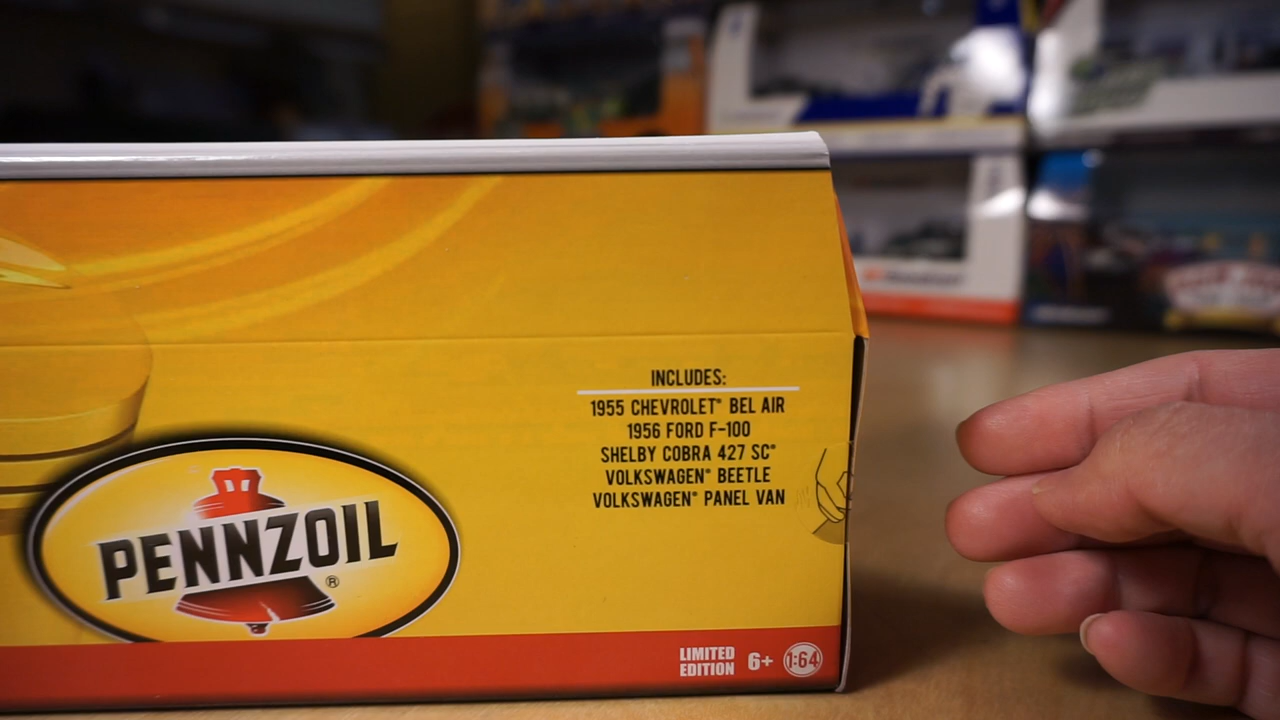 INCLUDES:
1955 CHEVROLET® BEL AIR
1956 FORD F-100
SHELBY COBRA 427 SC®
VOLKSWAGEN® BEETLE
VOLKSWAGEN® PANEL VAN
PENNZOIL®
LIMITED
EDITION
6+
1:64